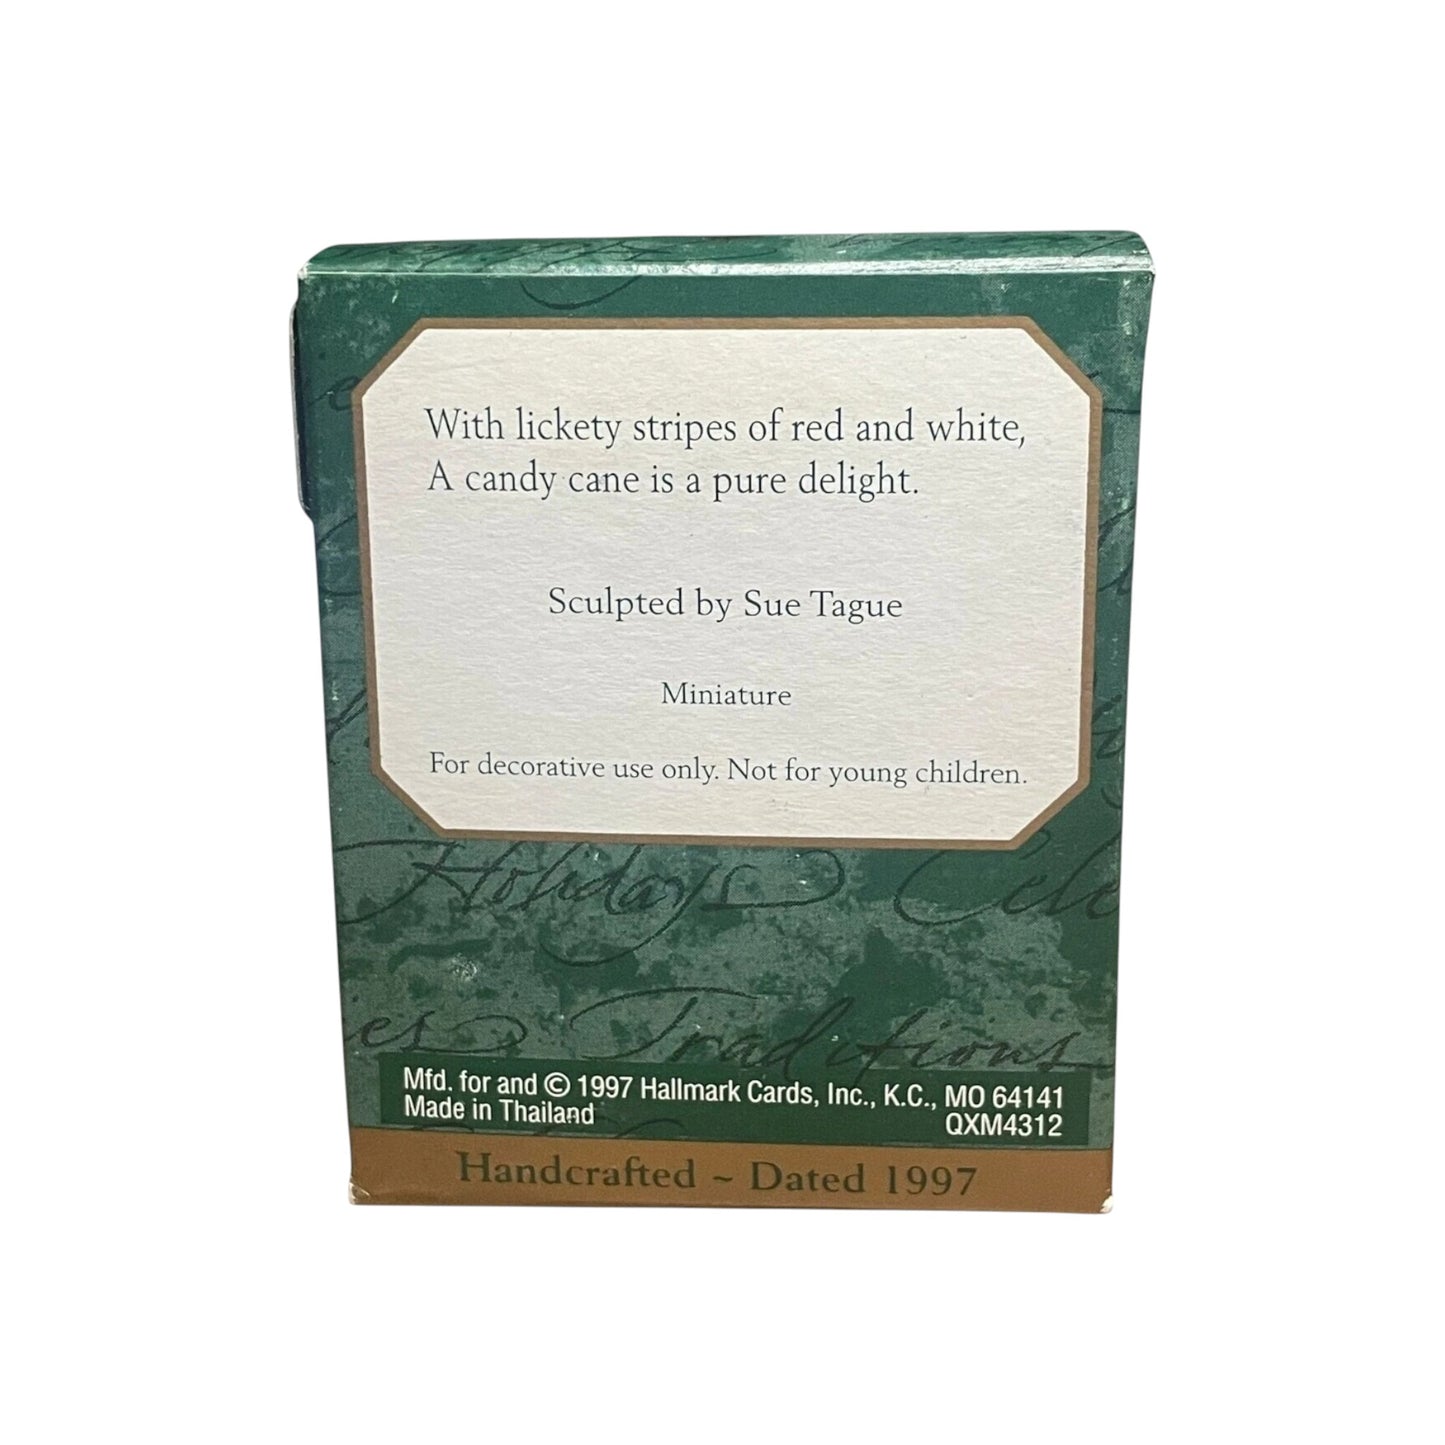 With lickety stripes of red and white,
A candy cane is a pure delight.
Sculpted by Sue Tague
Miniature
For decorative use only. Not for young children.
Holidays
Traditions
Mfd. for and © 1997 Hallmark Cards, Inc., K.C., MO 64141
Made in Thailand
QXM4312
Handcrafted ~ Dated 1997